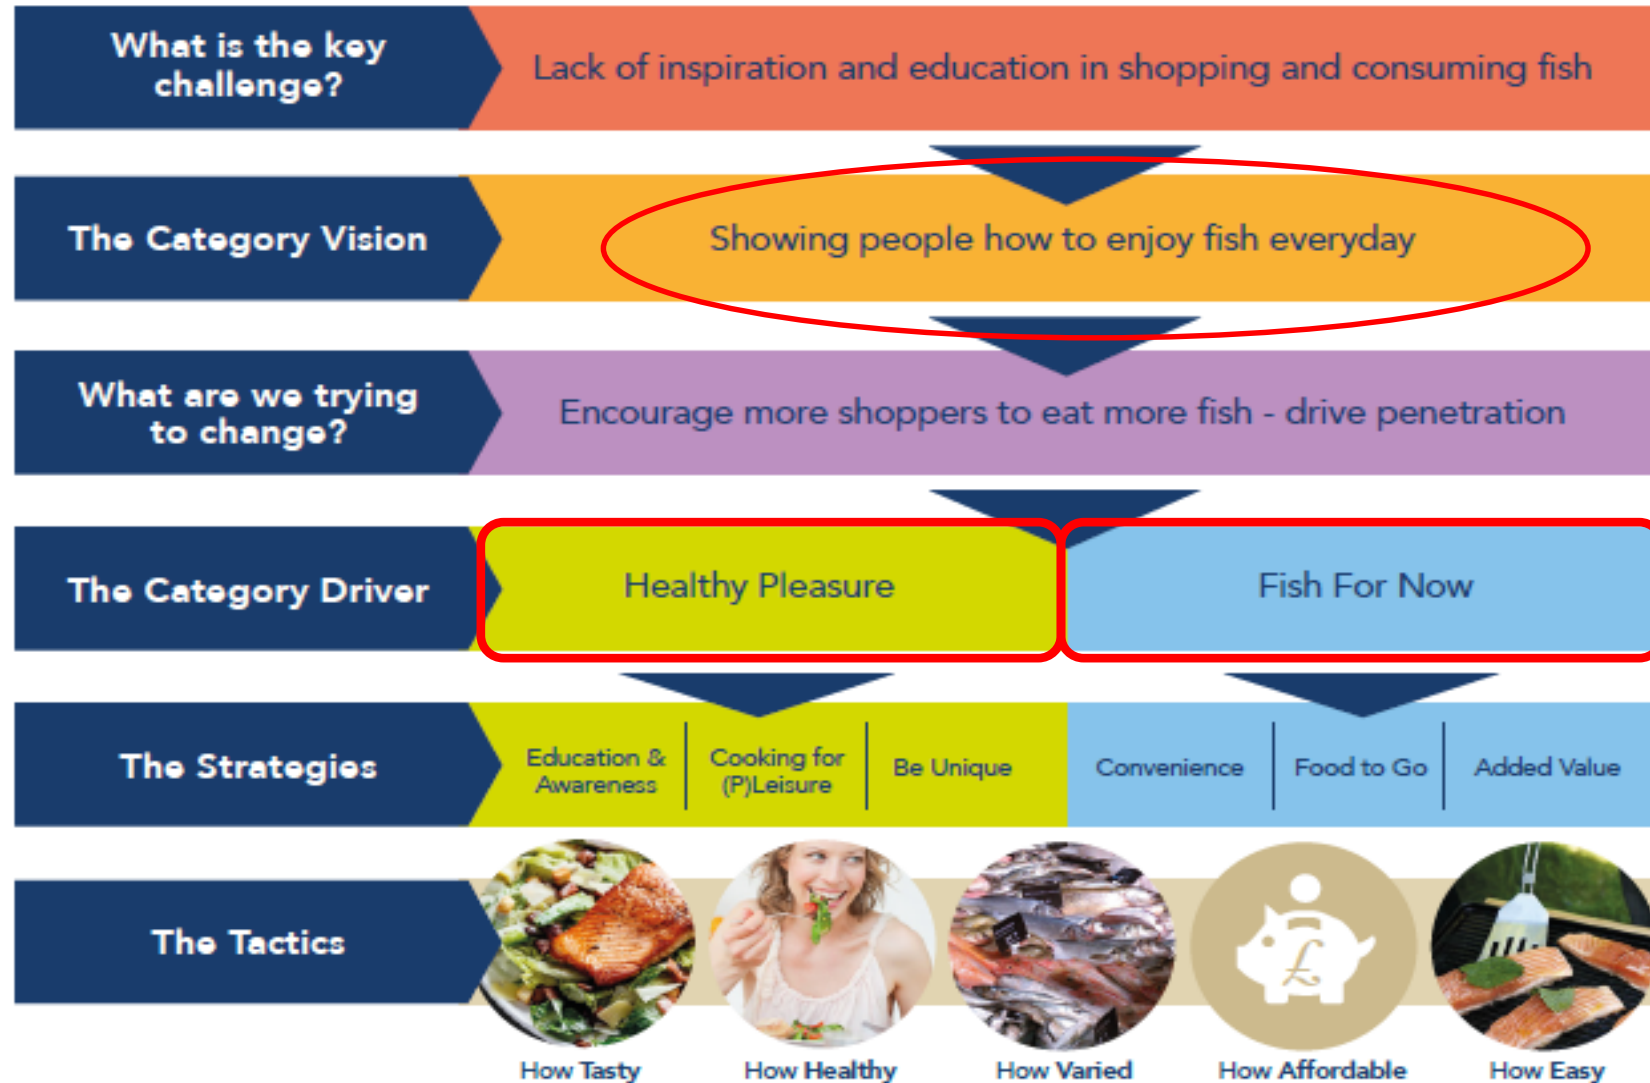 What is the key
challenge?
Lack of inspiration and education in shopping and consuming fish
The Category Vision
Showing people how to enjoy fish everyday
What are we trying
to change?
Encourage more shoppers to eat more fish - drive penetration
The Category Driver
Healthy Pleasure
Fish For Now
The Strategies
Education &
Awareness
Cooking for
(P)Leisure
Be Unique
Convenience
Food to Go
Added Value
The Tactics
£
How Tasty
How Healthy
How Varied
How Affordable
How Easy